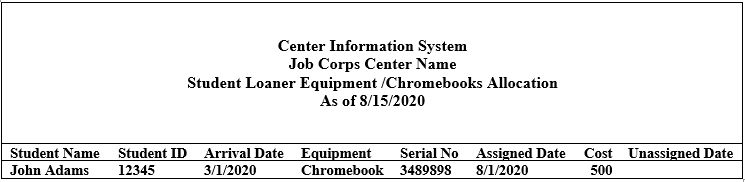 Center Information System
Job Corps Center Name
Student Loaner Equipment /Chromebooks Allocation
As of 8/15/2020
Student Name Student ID Arrival Date Equipment Serial No Assigned Date Cost Unassigned Date
John Adams 12345 3/1/2020 Chromebook 3489898 8/1/2020 500